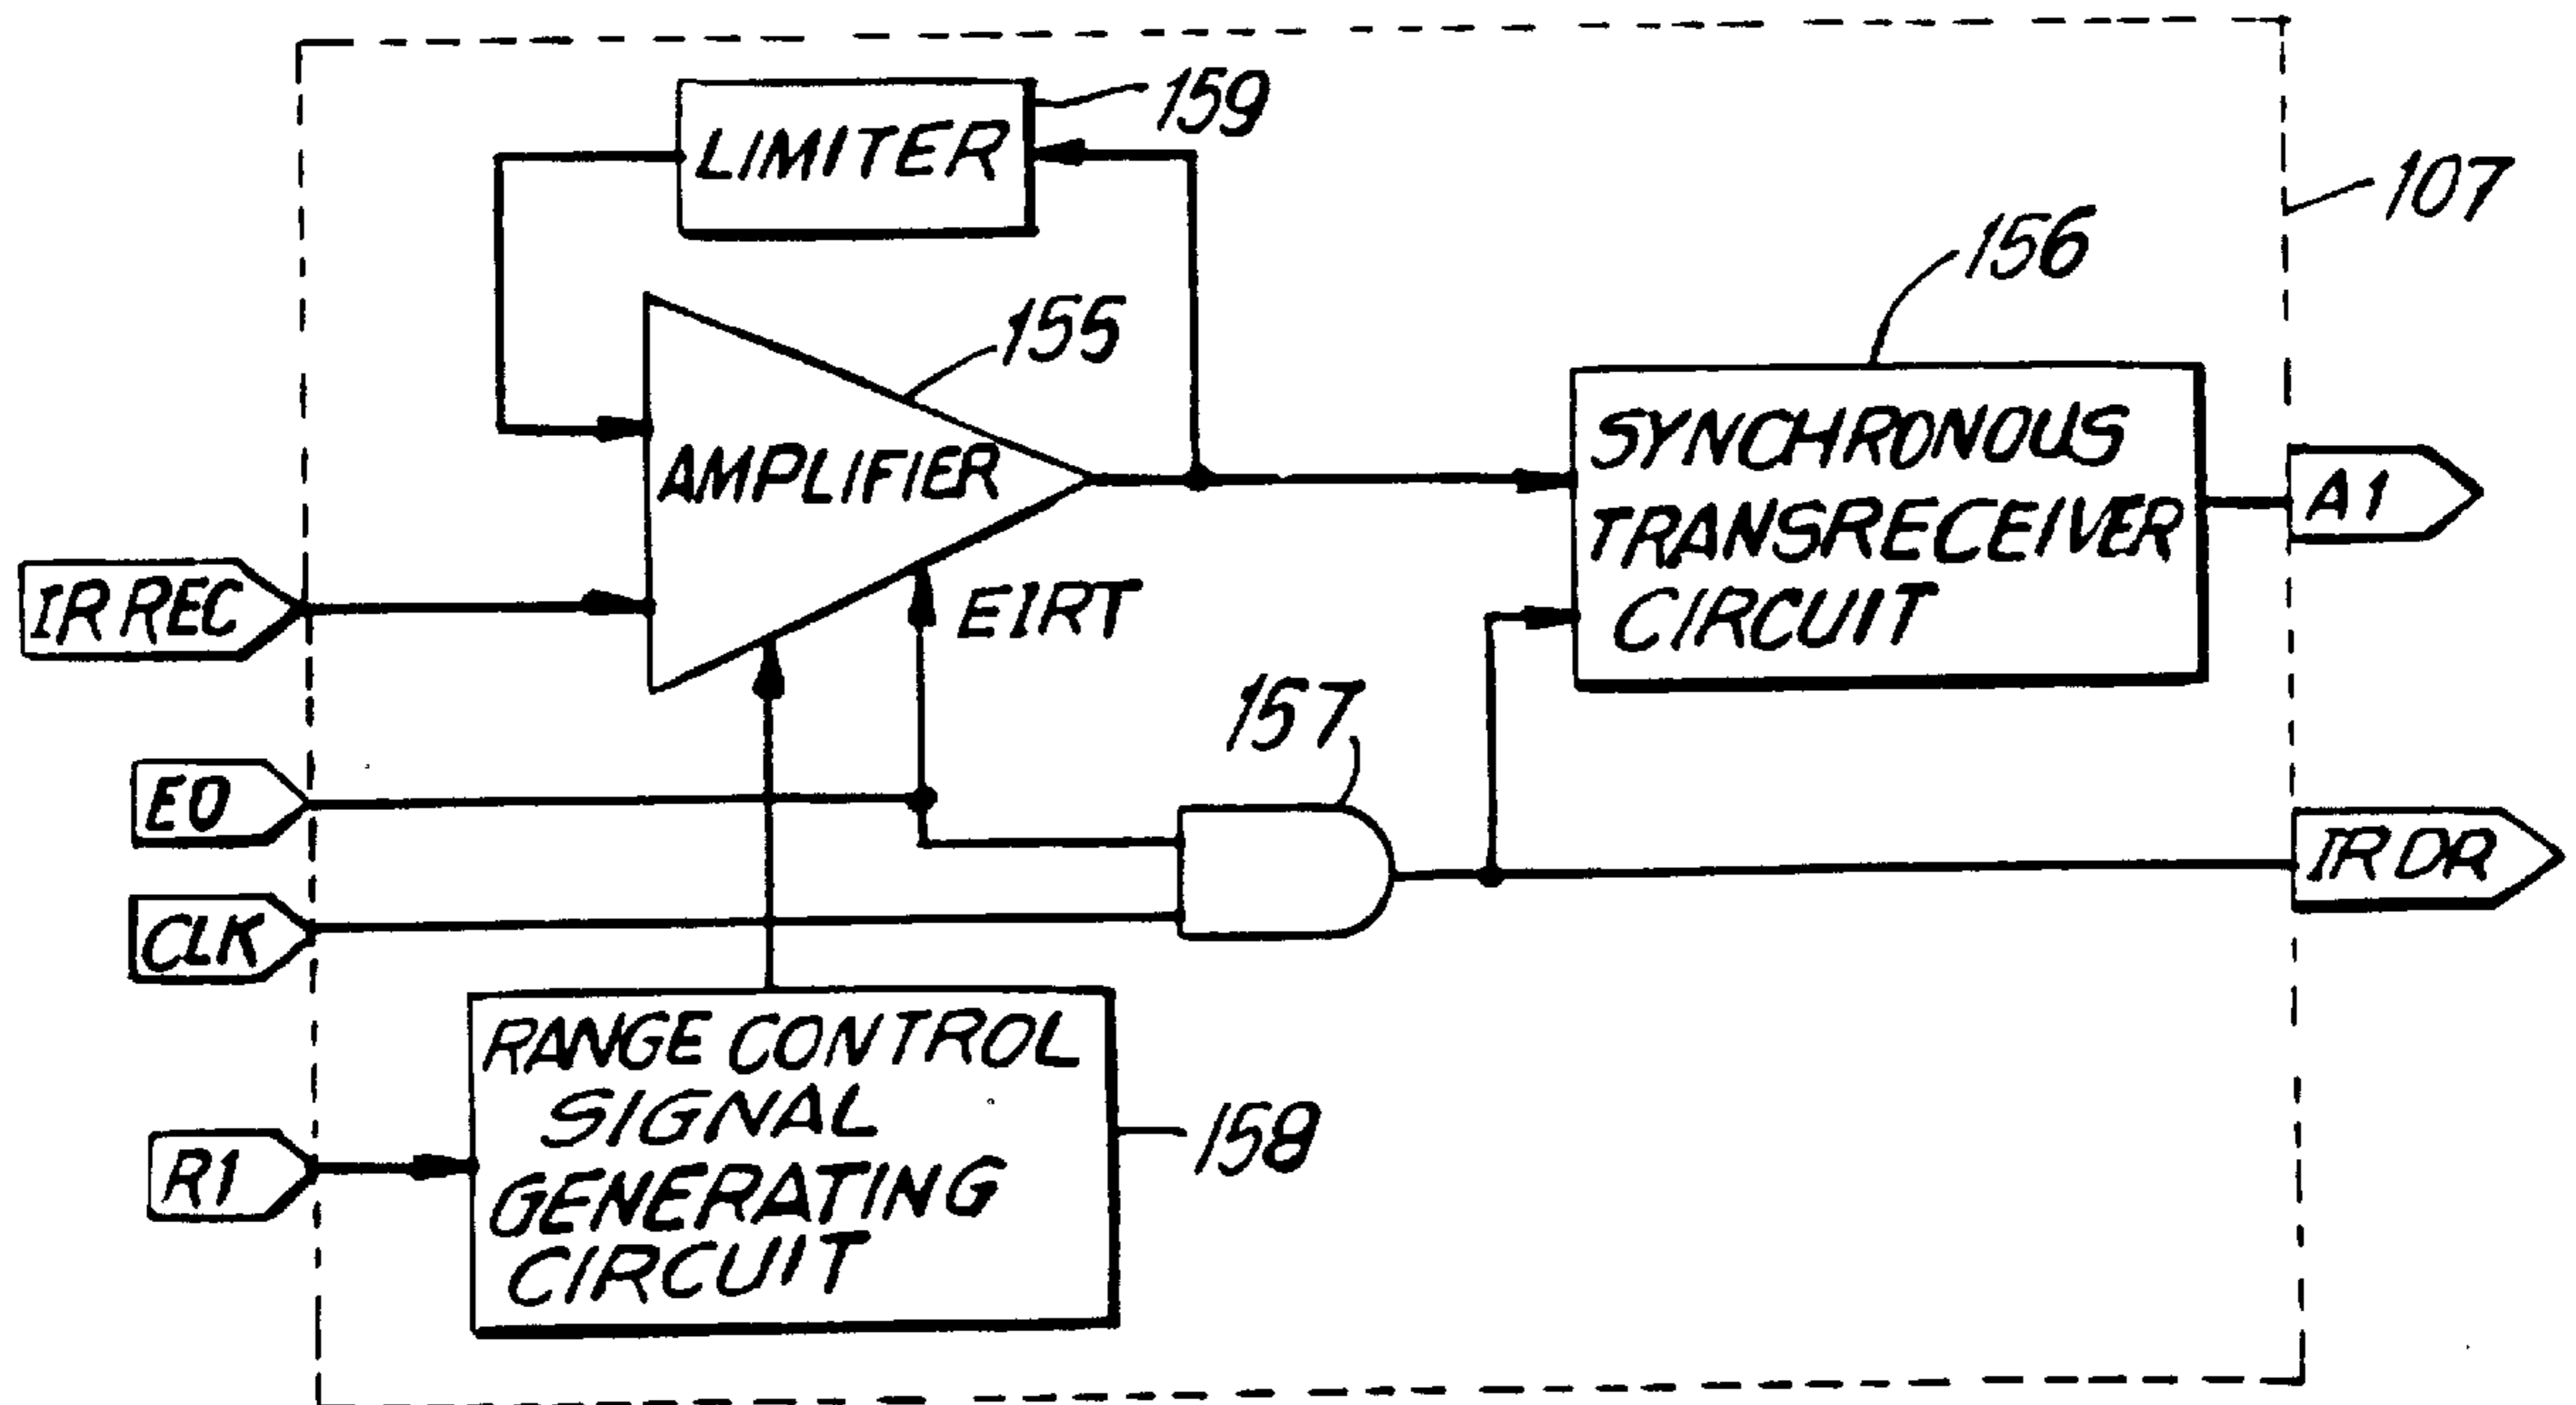 159
LIMITER
107
156
155
SYNCHRONOUS
TRANSRECEIVER
CIRCUIT
AMPLIFIER
A1
IR REC
EIRT
157
E0
IR DR
CLK
RANGE CONTROL
SIGNAL
GENERATING
CIRCUIT
158
R1